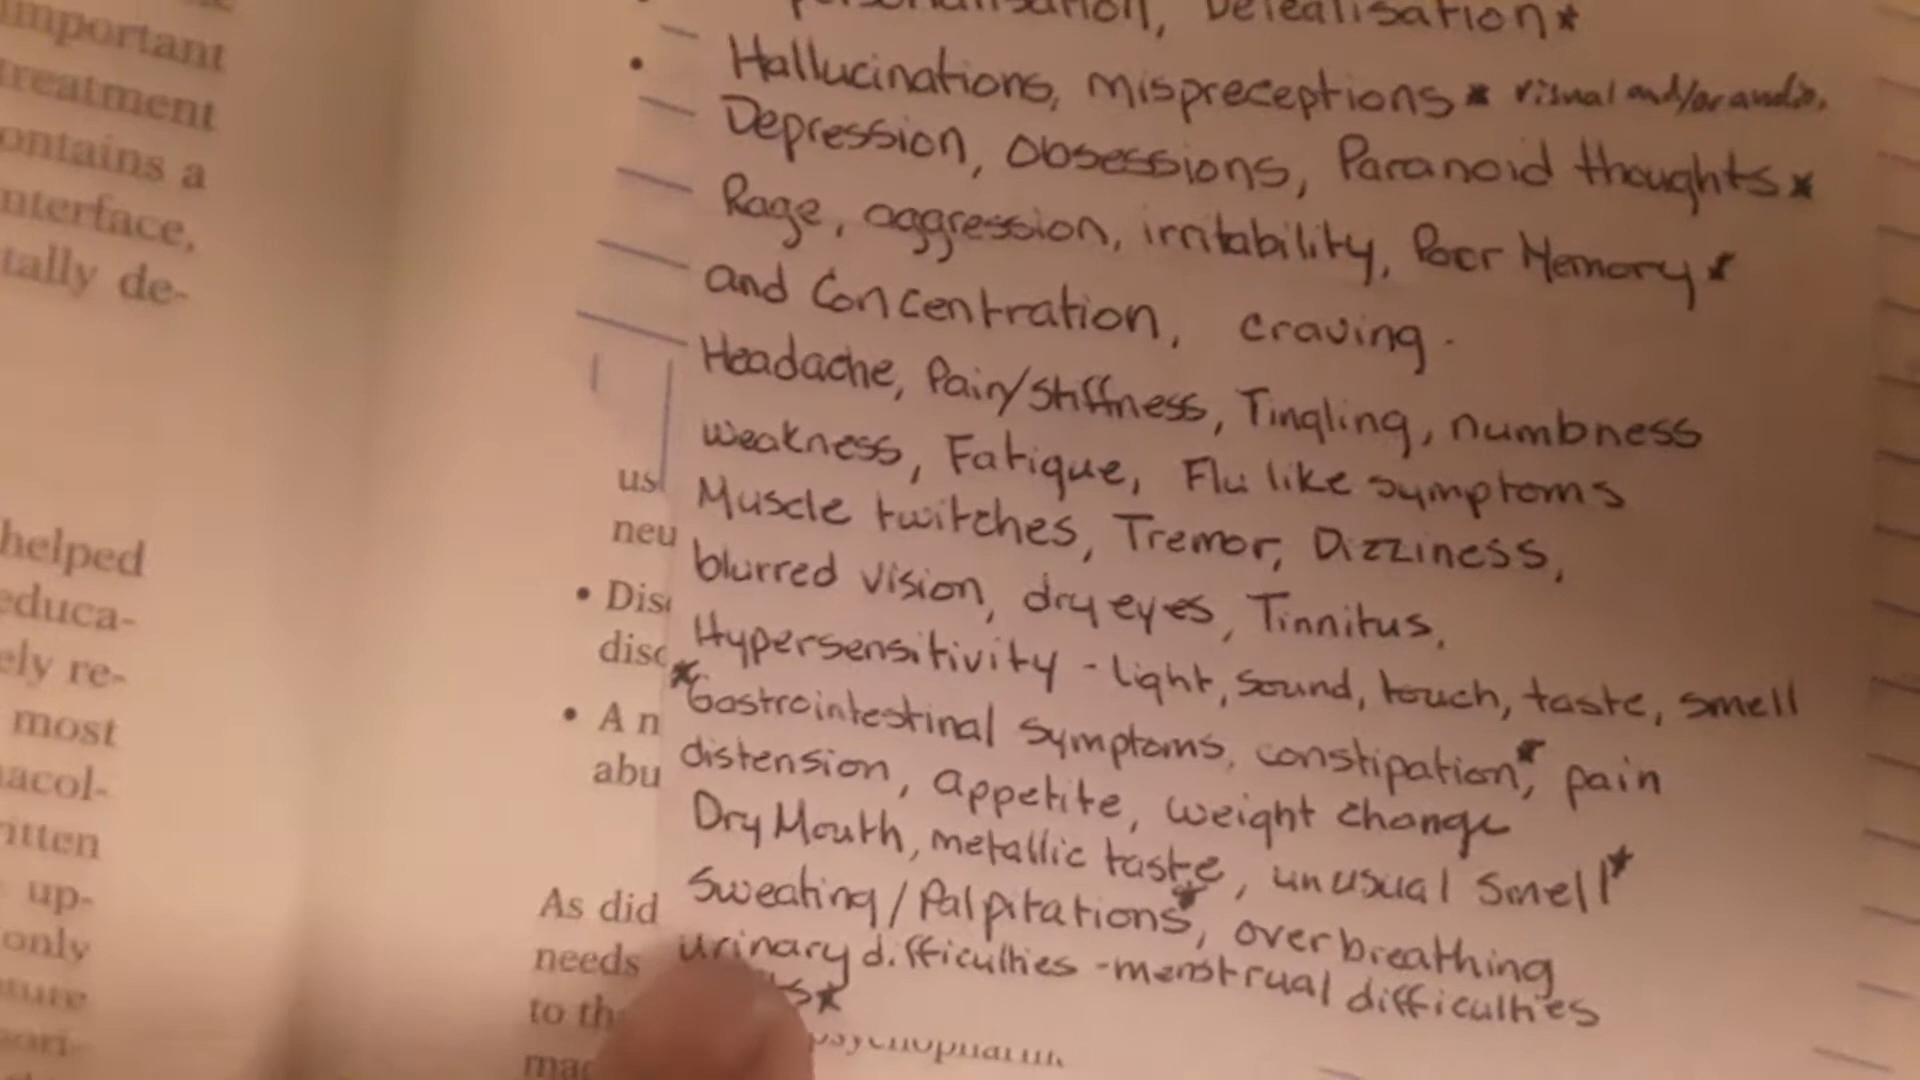 important
treatment
ontains a
nterface,
tally de-
helped
educa-
ely re-
most
acol-
itten
up-
only
Derealisation*
• Hallucinations, mispreceptions * visual and/or audio.
Depression, Obsessions, Paranoid thoughts*
Rage, aggression, irritability, Poor Memory*
and Concentration, craving.
Headache, Pain/Stiffness, Tingling, numbness
weakness, Fatigue, Flu like symptoms
Muscle twitches, Tremor, Dizziness,
blurred vision, dry eyes, Tinnitus,
Hypersensitivity - light, sound, touch, taste, smell
*Gastrointestinal symptoms, constipation,* pain
distension, appetite, weight change
Dry Mouth, metallic taste, unusual smell*
Sweating / Palpitations*, overbreathing
urinary difficulties - menstrual difficulties
us
neu
• Dis
disc
• A n
abu
As did
needs
to th